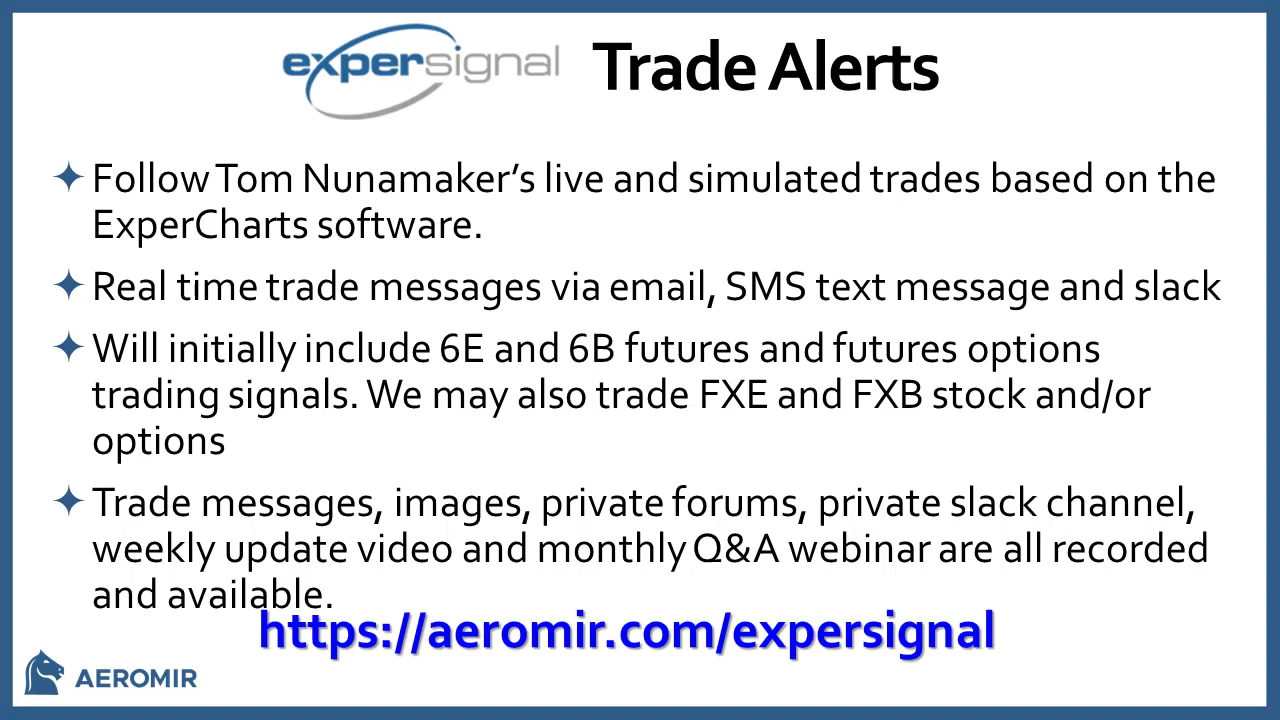 expersignal Trade Alerts
Follow Tom Nunamaker’s live and simulated trades based on the
ExperCharts software.
Real time trade messages via email, SMS text message and slack
Will initially include 6E and 6B futures and futures options
trading signals. We may also trade FXE and FXB stock and/or
options
Trade messages, images, private forums, private slack channel,
weekly update video and monthly Q&A webinar are all recorded
and available.
https://aeromir.com/expersignal
AEROMIR